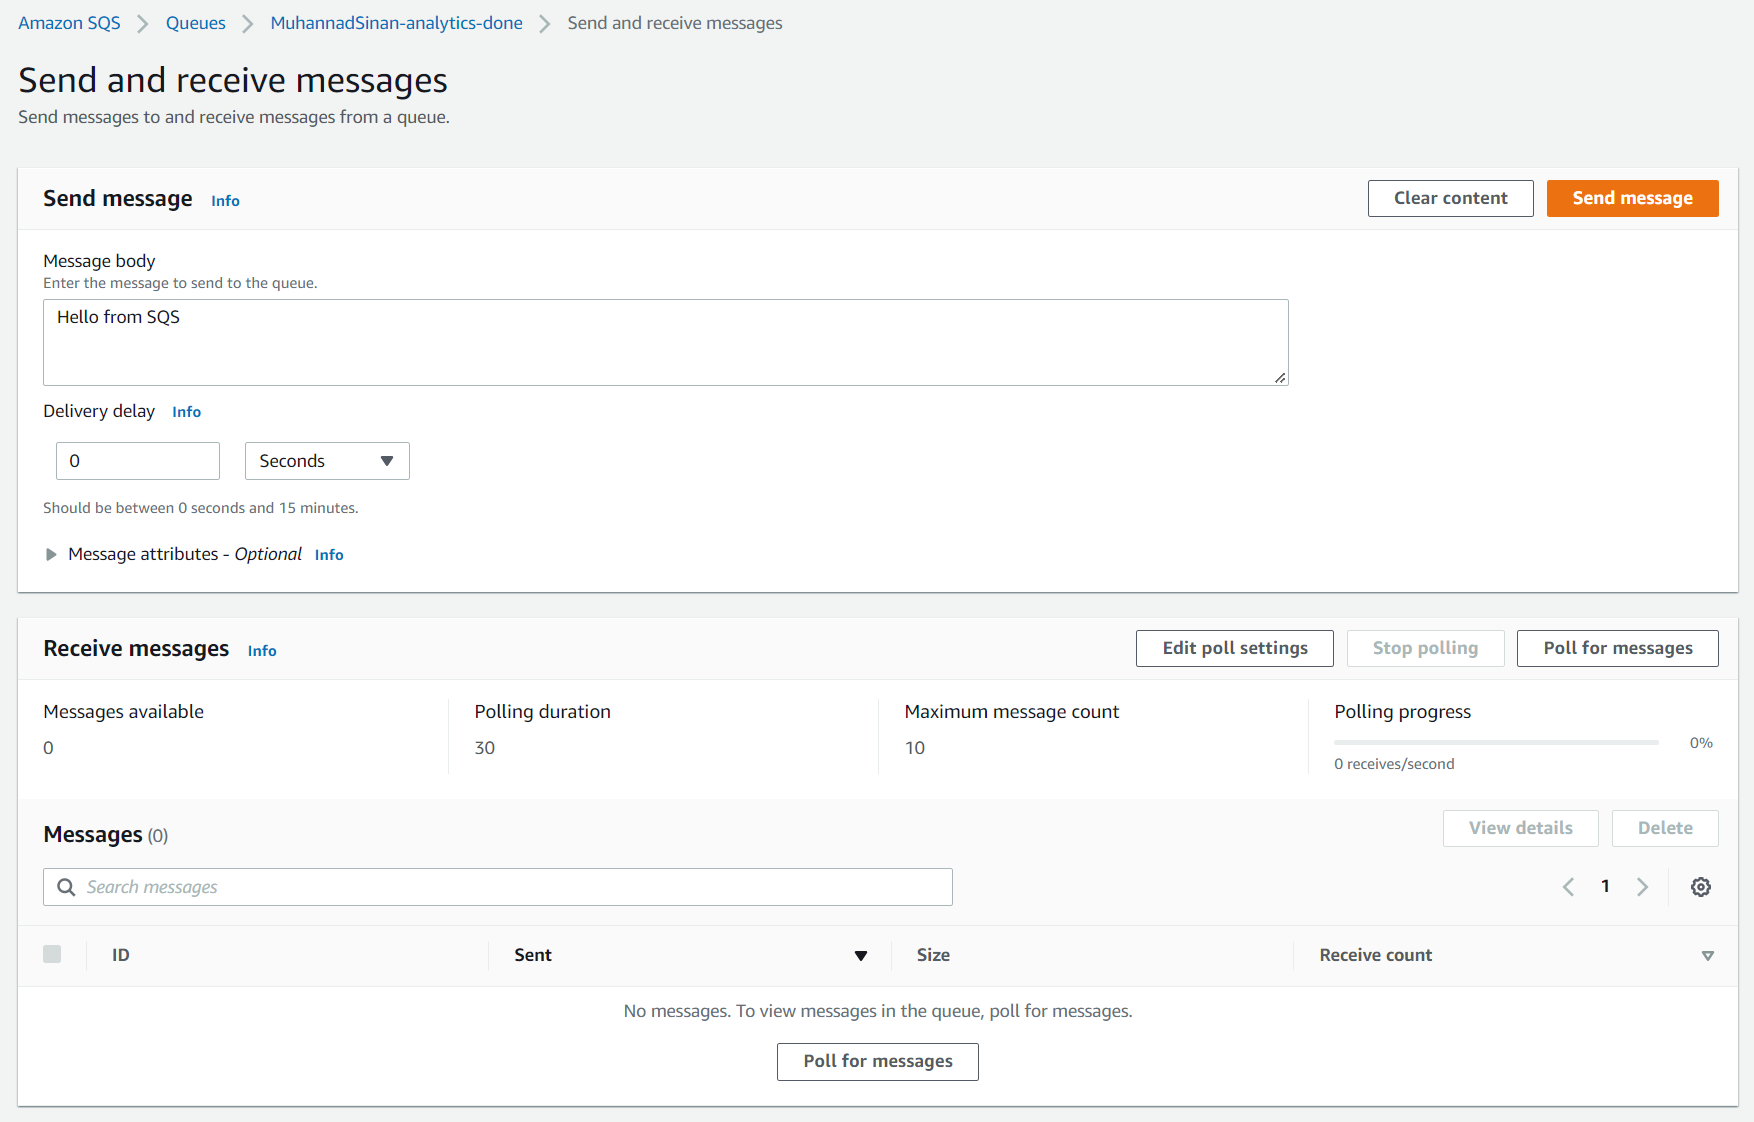 Amazon SQS > Queues > MuhannadSinan-analytics-done > Send and receive messages
Send and receive messages
Send messages to and receive messages from a queue.
Send message Info Clear content Send message
Message body
Enter the message to send to the queue.
Hello from SQS
Delivery delay Info
0 Seconds
Should be between 0 seconds and 15 minutes.
Message attributes - Optional Info
Receive messages Info Edit poll settings Stop polling Poll for messages
Messages available Polling duration Maximum message count Polling progress
0 30 10 0%
0 receives/second
Messages (0) View details Delete
Search messages 1
ID Sent Size Receive count
No messages. To view messages in the queue, poll for messages.
Poll for messages